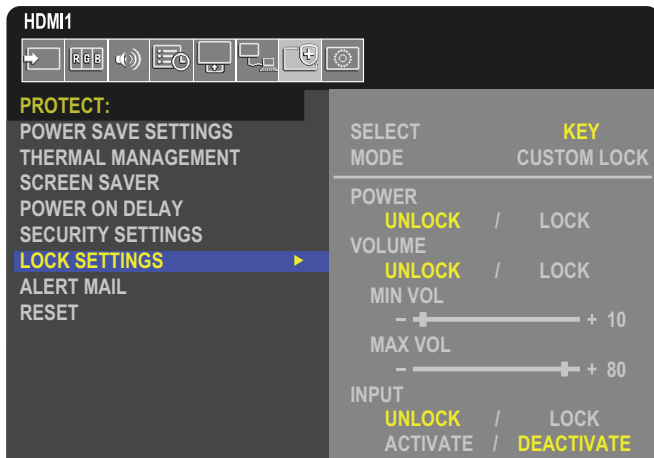 HDMI1
RGB
PROTECT:
POWER SAVE SETTINGS
THERMAL MANAGEMENT
SCREEN SAVER
POWER ON DELAY
SECURITY SETTINGS
LOCK SETTINGS
ALERT MAIL
RESET
SELECT KEY
MODE CUSTOM LOCK
POWER
UNLOCK / LOCK
VOLUME
UNLOCK / LOCK
MIN VOL
– + 10
MAX VOL
– + 80
INPUT
UNLOCK / LOCK
ACTIVATE / DEACTIVATE